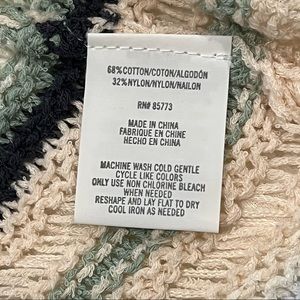 68%COTTON/COTON/ALGODÓN
32%NYLON/NYLON/NAILON
RN# 85773
MADE IN CHINA
FABRIQUE EN CHINE
HECHO EN CHINA
MACHINE WASH COLD GENTLE
CYCLE LIKE COLORS
ONLY USE NON CHLORINE BLEACH
WHEN NEEDED
RESHAPE AND LAY FLAT TO DRY
COOL IRON AS NEEDED